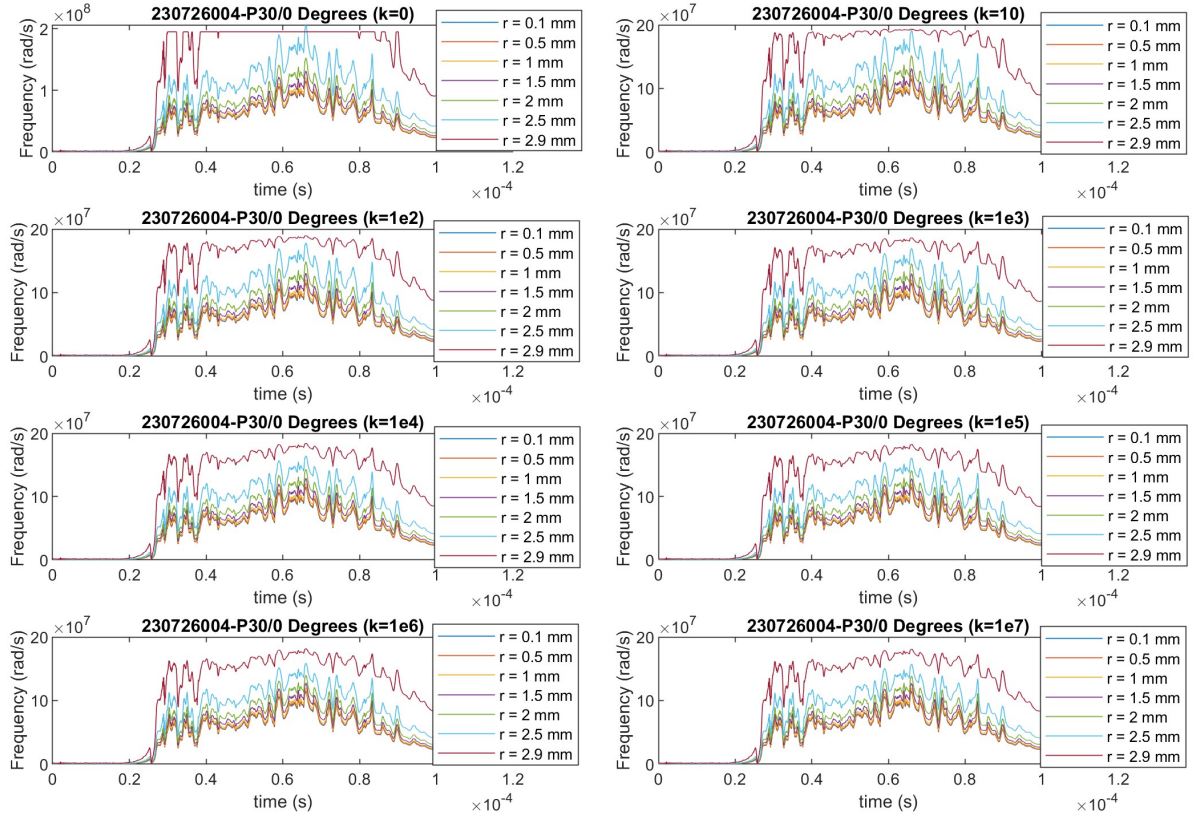 230726004-P30/0 Degrees (k=0)
×10^8
Frequency (rad/s)
2
1
0
0
0.2
0.4
0.6
0.8
1
1.2
×10^-4
time (s)
r = 0.1 mm
r = 0.5 mm
r = 1 mm
r = 1.5 mm
r = 2 mm
r = 2.5 mm
r = 2.9 mm
230726004-P30/0 Degrees (k=10)
×10^7
Frequency (rad/s)
20
10
0
0
0.2
0.4
0.6
0.8
1
1.2
×10^-4
time (s)
r = 0.1 mm
r = 0.5 mm
r = 1 mm
r = 1.5 mm
r = 2 mm
r = 2.5 mm
r = 2.9 mm
230726004-P30/0 Degrees (k=1e2)
×10^7
Frequency (rad/s)
20
10
0
0
0.2
0.4
0.6
0.8
1
1.2
×10^-4
time (s)
r = 0.1 mm
r = 0.5 mm
r = 1 mm
r = 1.5 mm
r = 2 mm
r = 2.5 mm
r = 2.9 mm
230726004-P30/0 Degrees (k=1e3)
×10^7
Frequency (rad/s)
20
10
0
0
0.2
0.4
0.6
0.8
1
1.2
×10^-4
time (s)
r = 0.1 mm
r = 0.5 mm
r = 1 mm
r = 1.5 mm
r = 2 mm
r = 2.5 mm
r = 2.9 mm
230726004-P30/0 Degrees (k=1e4)
×10^7
Frequency (rad/s)
20
10
0
0
0.2
0.4
0.6
0.8
1
1.2
×10^-4
time (s)
r = 0.1 mm
r = 0.5 mm
r = 1 mm
r = 1.5 mm
r = 2 mm
r = 2.5 mm
r = 2.9 mm
230726004-P30/0 Degrees (k=1e5)
×10^7
Frequency (rad/s)
20
10
0
0
0.2
0.4
0.6
0.8
1
1.2
×10^-4
time (s)
r = 0.1 mm
r = 0.5 mm
r = 1 mm
r = 1.5 mm
r = 2 mm
r = 2.5 mm
r = 2.9 mm
230726004-P30/0 Degrees (k=1e6)
×10^7
Frequency (rad/s)
20
10
0
0
0.2
0.4
0.6
0.8
1
1.2
×10^-4
time (s)
r = 0.1 mm
r = 0.5 mm
r = 1 mm
r = 1.5 mm
r = 2 mm
r = 2.5 mm
r = 2.9 mm
230726004-P30/0 Degrees (k=1e7)
×10^7
Frequency (rad/s)
20
10
0
0
0.2
0.4
0.6
0.8
1
1.2
×10^-4
time (s)
r = 0.1 mm
r = 0.5 mm
r = 1 mm
r = 1.5 mm
r = 2 mm
r = 2.5 mm
r = 2.9 mm